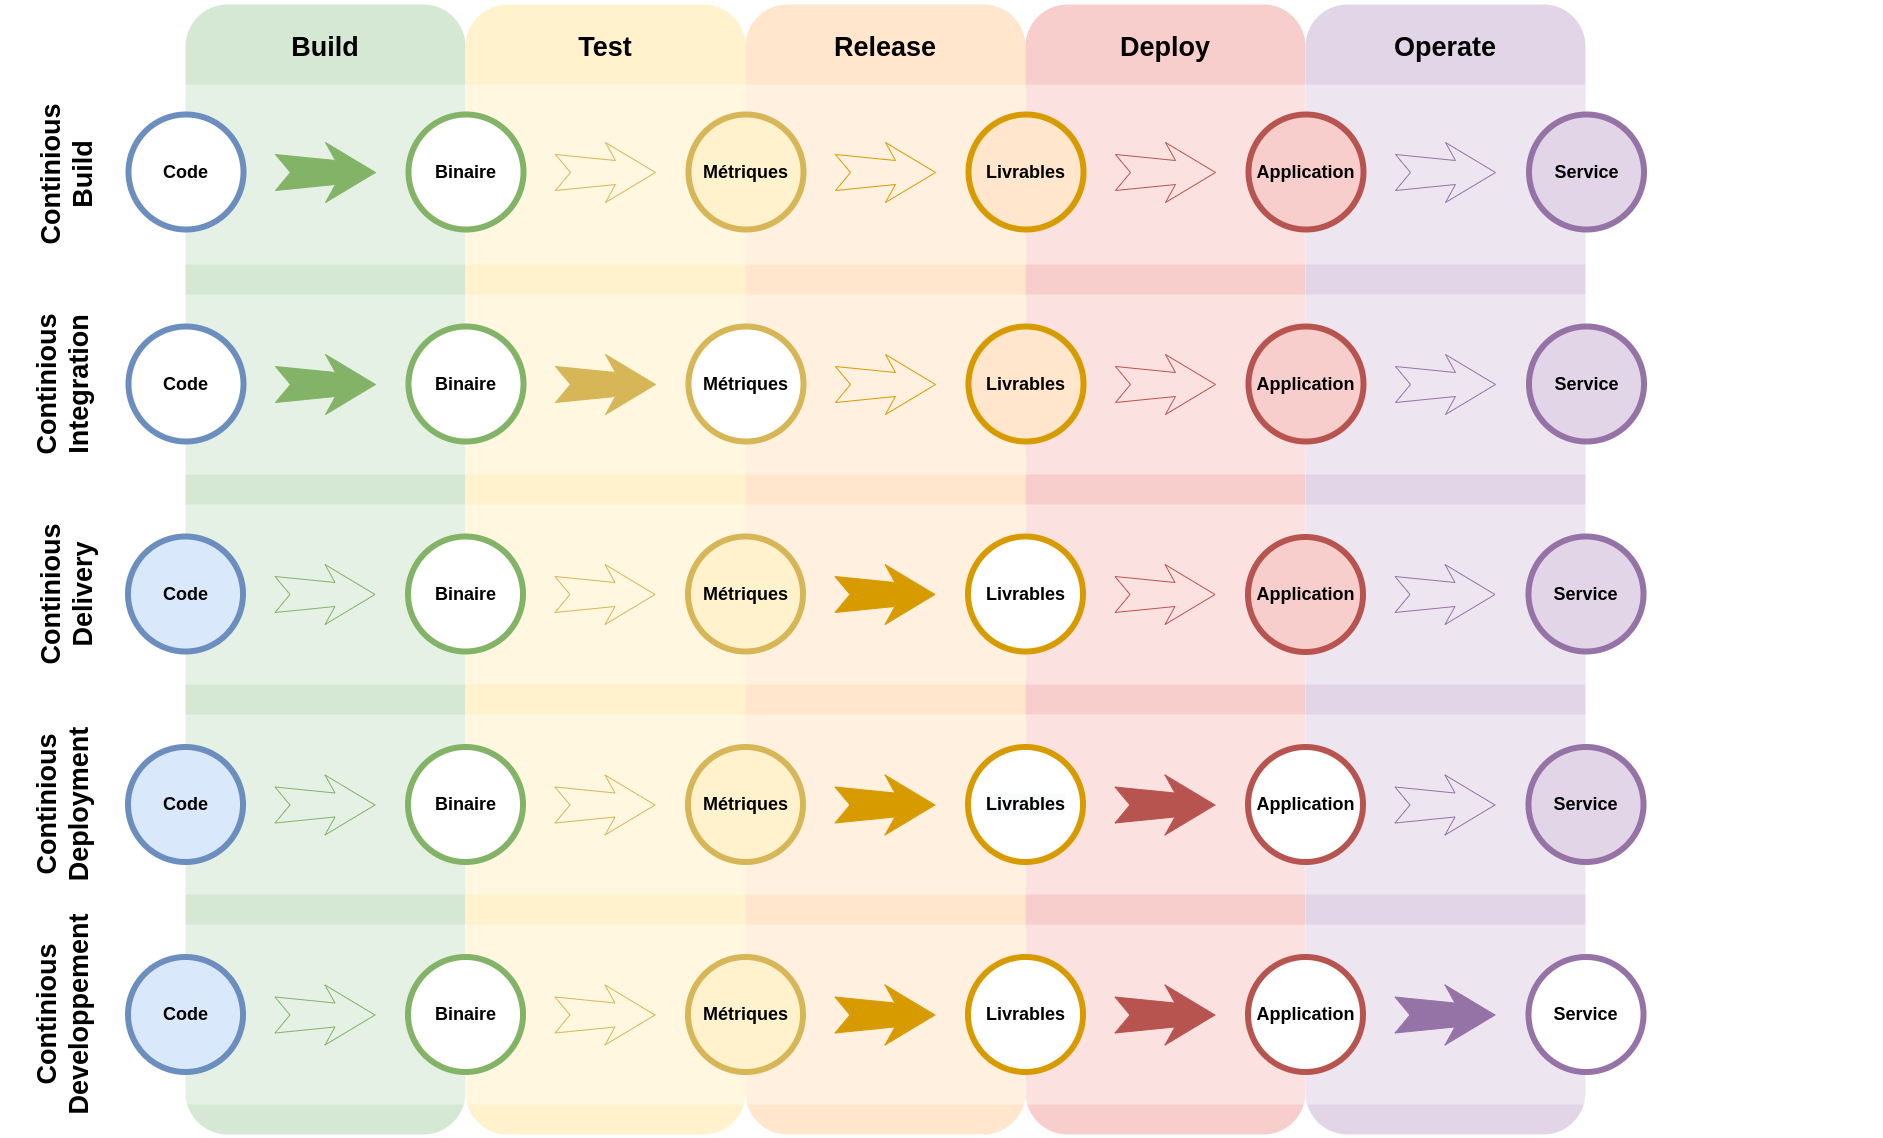 Build
Test
Release
Deploy
Operate
Continious
Build
Code
Binaire
Métriques
Livrables
Application
Service
Continious
Integration
Code
Binaire
Métriques
Livrables
Application
Service
Continious
Delivery
Code
Binaire
Métriques
Livrables
Application
Service
Continious
Deployment
Code
Binaire
Métriques
Livrables
Application
Service
Continious
Developpement
Code
Binaire
Métriques
Livrables
Application
Service